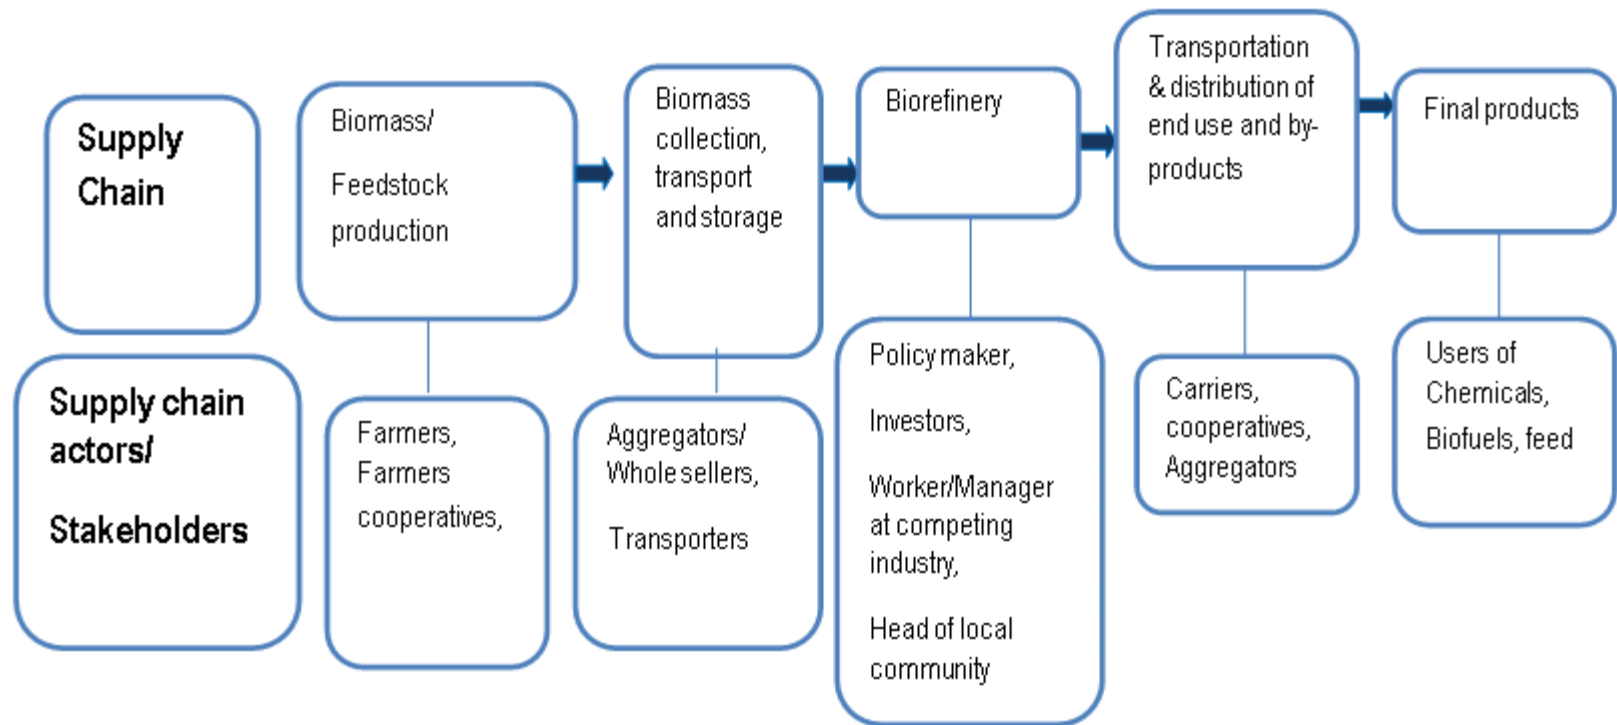 Supply
Chain
Biomass/
Feedstock
production
Biomass
collection,
transport
and storage
Biorefinery
Transportation
& distribution of
end use and by-
products
Final products
Supply chain
actors/
Stakeholders
Farmers,
Farmers
cooperatives,
Aggregators/
Whole sellers,
Transporters
Policy maker,
Investors,
Worker/Manager
at competing
industry,
Head of local
community
Carriers,
cooperatives,
Aggregators
Users of
Chemicals,
Biofuels, feed